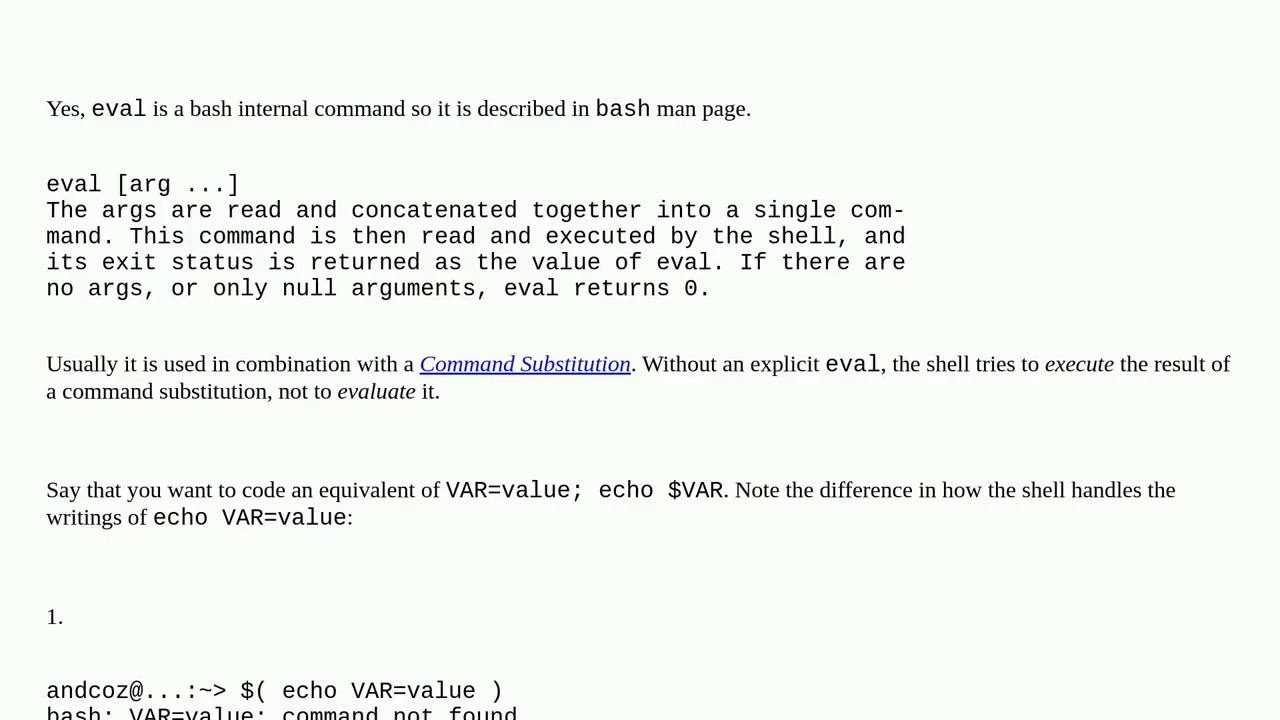 Yes, eval is a bash internal command so it is described in bash man page.
eval [arg ...]
The args are read and concatenated together into a single com-
mand. This command is then read and executed by the shell, and
its exit status is returned as the value of eval. If there are
no args, or only null arguments, eval returns 0.
Usually it is used in combination with a Command Substitution. Without an explicit eval, the shell tries to execute the result of
a command substitution, not to evaluate it.
Say that you want to code an equivalent of VAR=value; echo $VAR. Note the difference in how the shell handles the
writings of echo VAR=value:
1.
andcoz@...:~> $( echo VAR=value )
bash: VAR=value: command not found